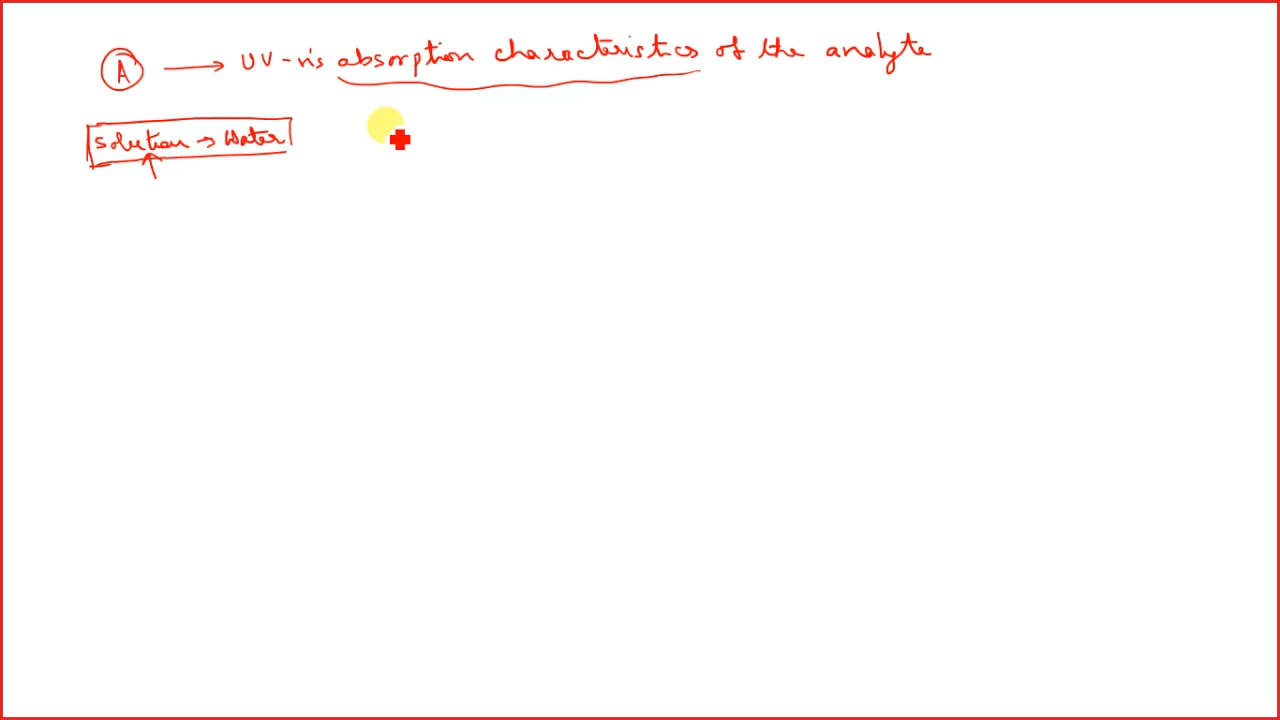 A → UV-vis absorption characteristics of the analyte
Solution → Water